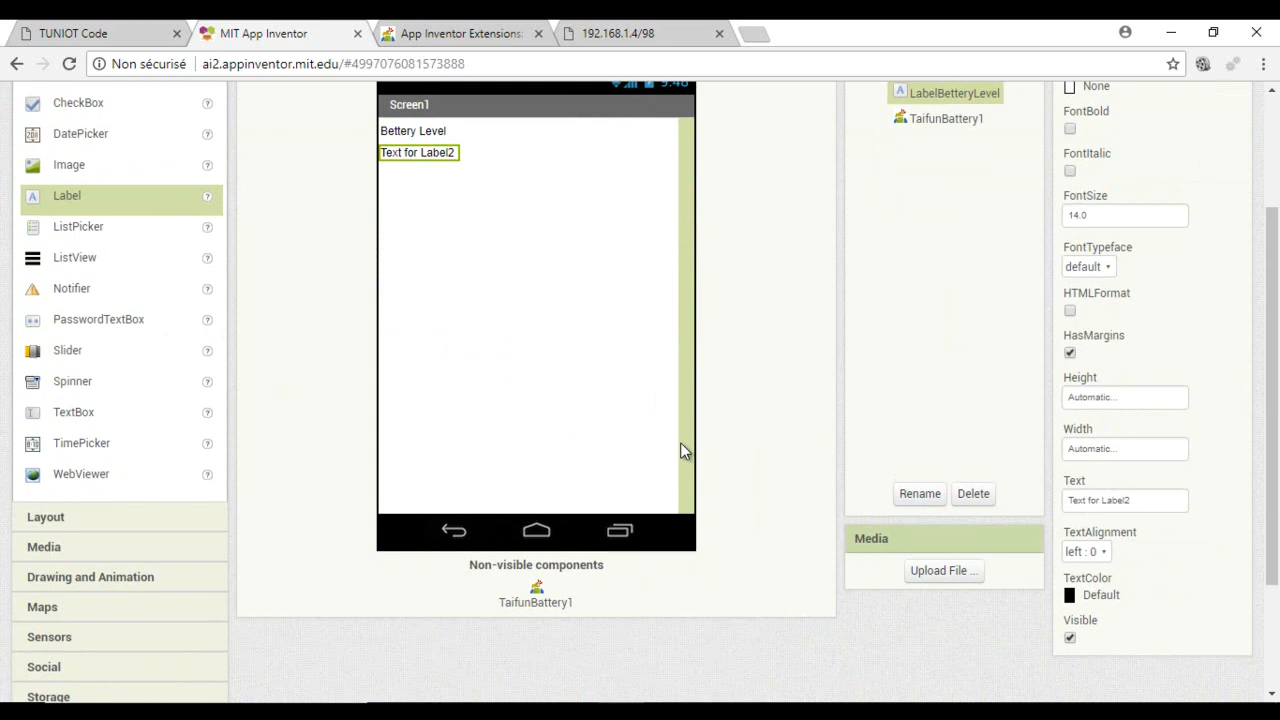 TUNIOT Code
MIT App Inventor
App Inventor Extensions:
192.168.1.4/98
Non sécurisé
ai2.appinventor.mit.edu/#4997076081573888
CheckBox
DatePicker
Image
Label
ListPicker
ListView
Notifier
PasswordTextBox
Slider
Spinner
TextBox
TimePicker
WebViewer
Layout
Media
Drawing and Animation
Maps
Sensors
Social
Storage
9:48
Screen1
Bettery Level
Text for Label2
Non-visible components
TaifunBattery1
LabelBetteryLevel
TaifunBattery1
Rename
Delete
Media
Upload File ...
None
FontBold
FontItalic
FontSize
14.0
FontTypeface
default
HTMLFormat
HasMargins
Height
Automatic...
Width
Automatic...
Text
Text for Label2
TextAlignment
left : 0
TextColor
Default
Visible